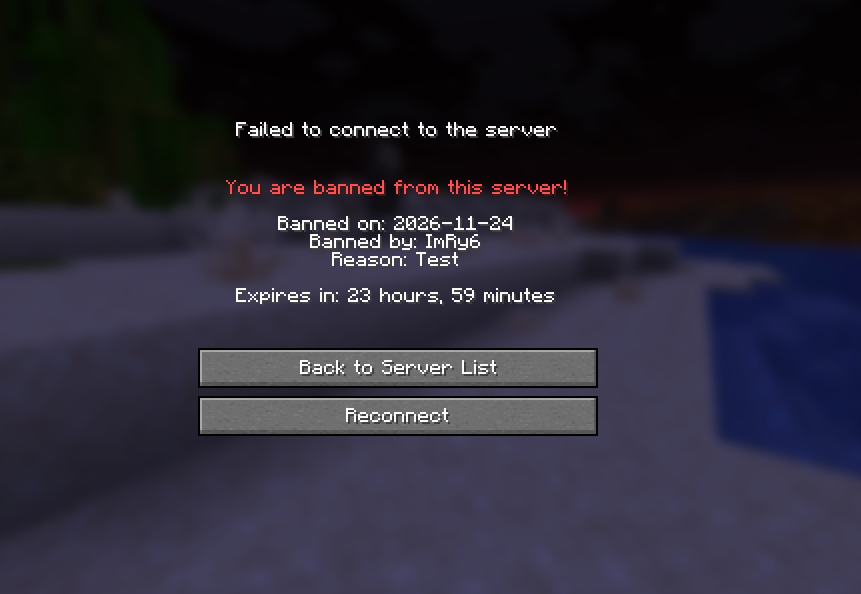 Failed to connect to the server
You are banned from this server!
Banned on: 2026-11-24
Banned by: ImRy6
Reason: Test
Expires in: 23 hours, 59 minutes
Back to Server List
Reconnect